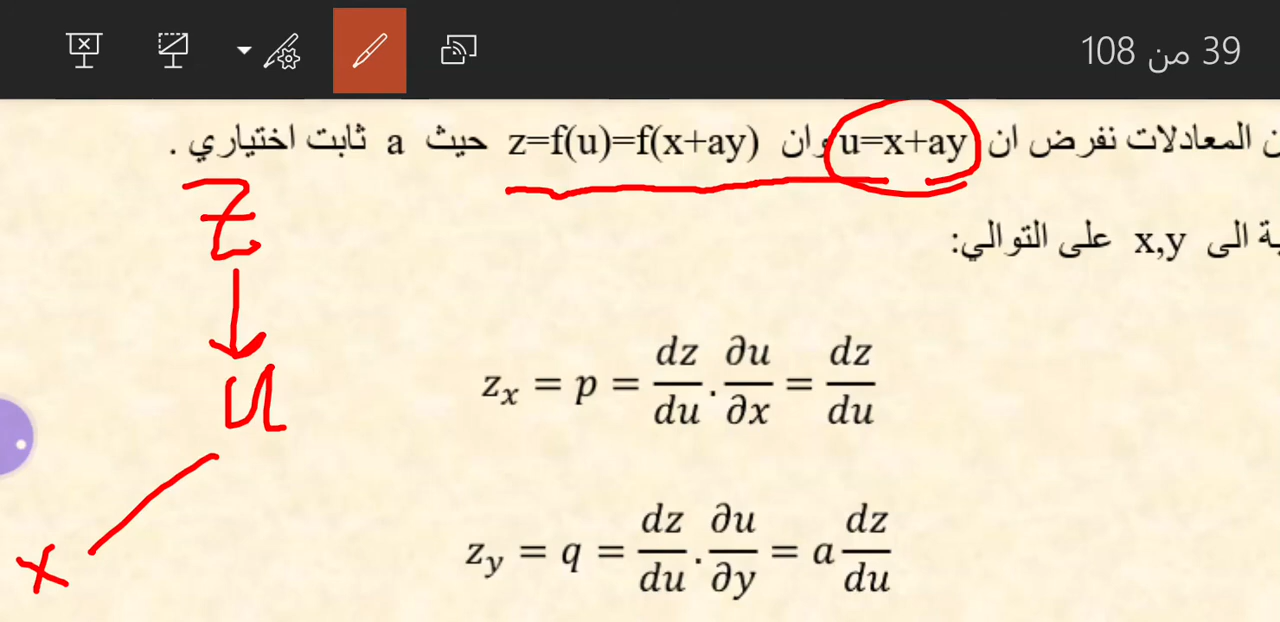 39 من 108
ن المعادلات نفرض ان u=x+ay وان z=f(u)=f(x+ay) حيث a ثابت اختياري .
ية الى x,y على التوالي:
z_x = p = dz/du . ∂u/∂x = dz/du
z_y = q = dz/du . ∂u/∂y = a dz/du
Z
u
x